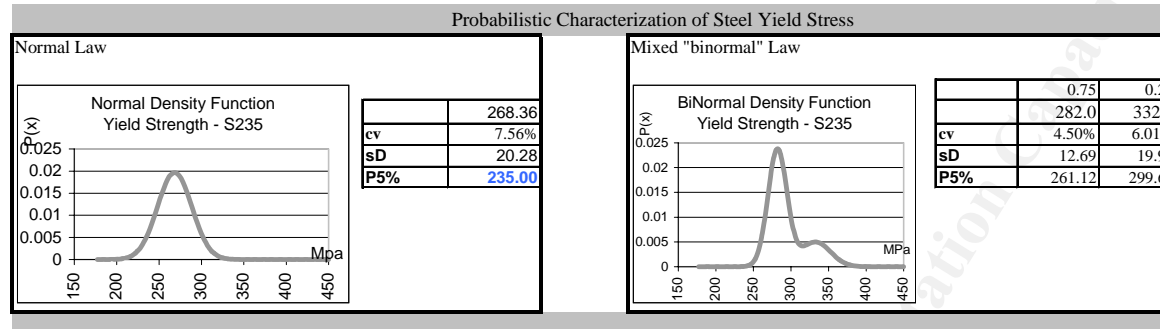 Probabilistic Characterization of Steel Yield Stress
Normal Law
Normal Density Function
Yield Strength - S235
P(x)
0.025
0.02
0.015
0.01
0.005
0
Mpa
150 200 250 300 350 400 450
268.36
cv 7.56%
sD 20.28
P5% 235.00
Mixed "binormal" Law
BiNormal Density Function
Yield Strength - S235
P(x)
0.025
0.02
0.015
0.01
0.005
0
MPa
150 200 250 300 350 400 450
0.75
282.0 332
cv 4.50% 6.01
sD 12.69 19.9
P5% 261.12 299.6